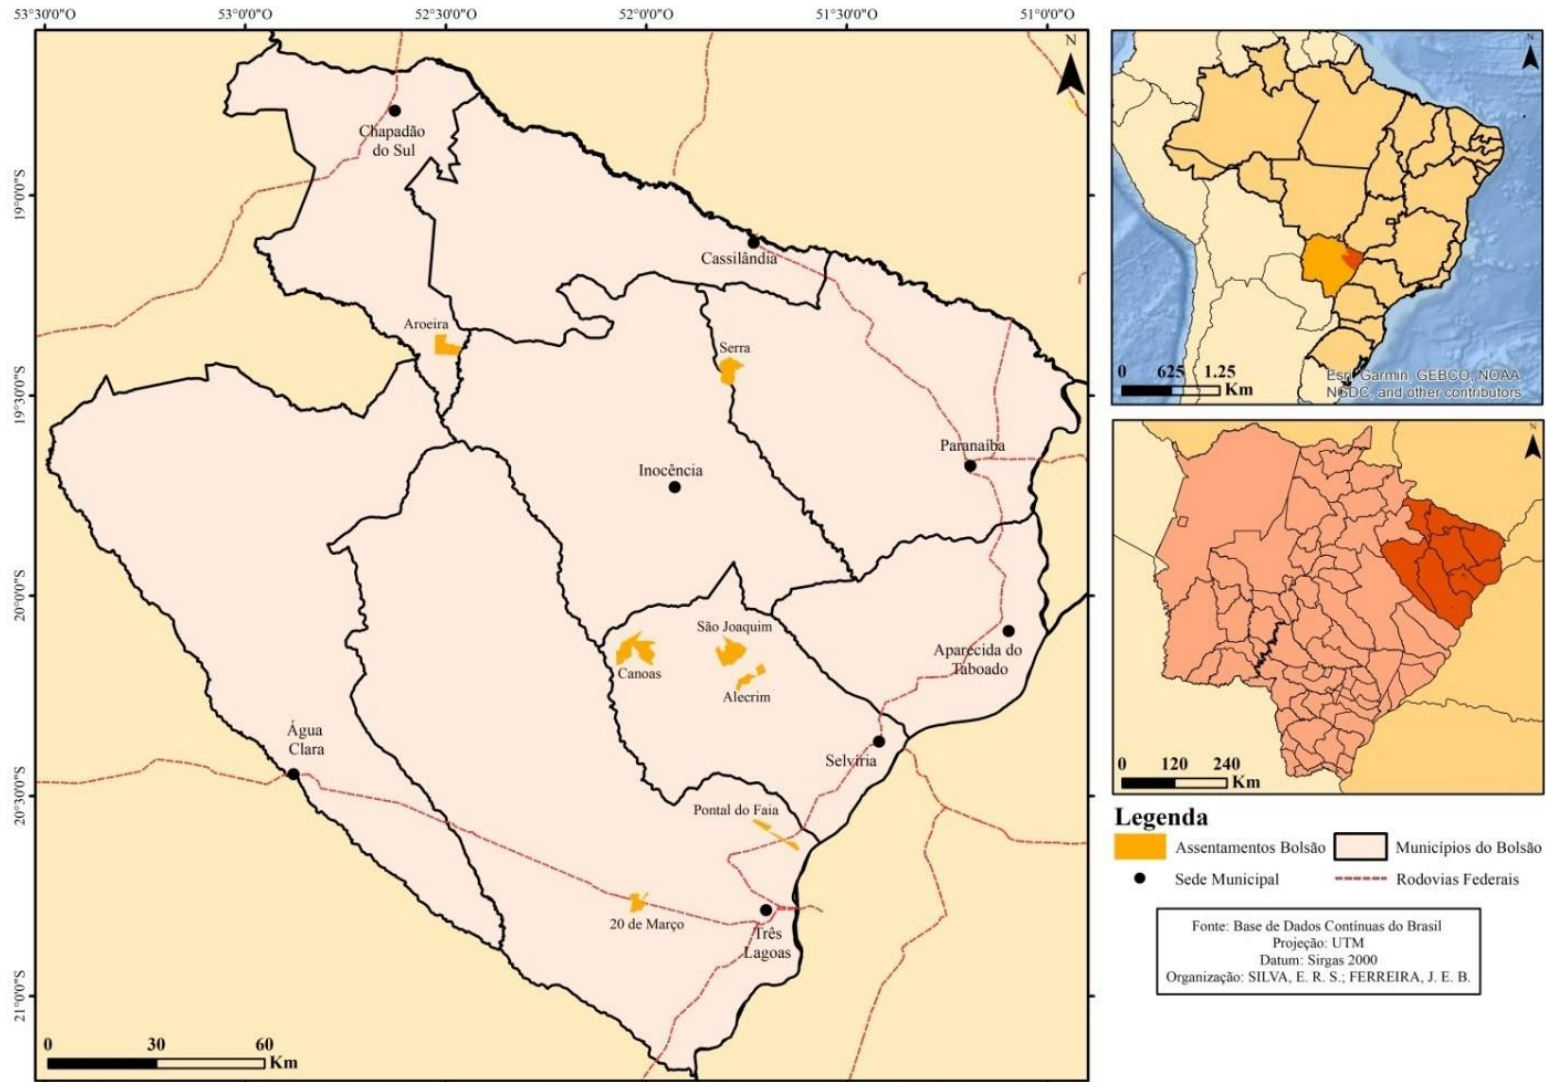 53°30'0"S
53°0'0"S
52°30'0"S
52°0'0"S
51°30'0"S
51°0'0"S
19°0'0"S
19°30'0"S
20°0'0"S
20°30'0"S
21°0'0"S
N
Chapadão
do Sul
Cassilândia
Aroeira
Serra
Paranaíba
Inocência
São Joaquim
Canoas
Alecrim
Aparecida do
Taboado
Água
Clara
Selvíria
Pontal do Faia
20 de Março
Três
Lagoas
0 30 60
Km
N
0 625 1.25
Km
Esri, Garmin, GEBCO, NOAA
NGDC, and other contributors
N
0 120 240
Km
Legenda
Assentamentos Bolsão
Municípios do Bolsão
Sede Municipal
Rodovias Federais
Fonte: Base de Dados Contínuas do Brasil
Projeção: UTM
Datum: Sirgas 2000
Organização: SILVA, E. R. S.; FERREIRA, J. E. B.